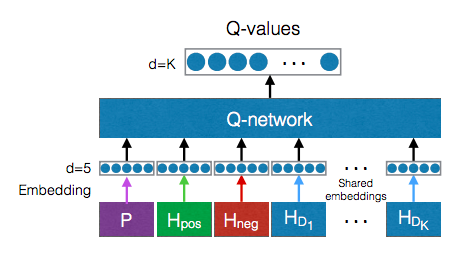 Q-values
d=K
...
Q-network
d=5
...
Embedding
Shared
embeddings
P
Hpos
Hneg
HD1
...
HDK